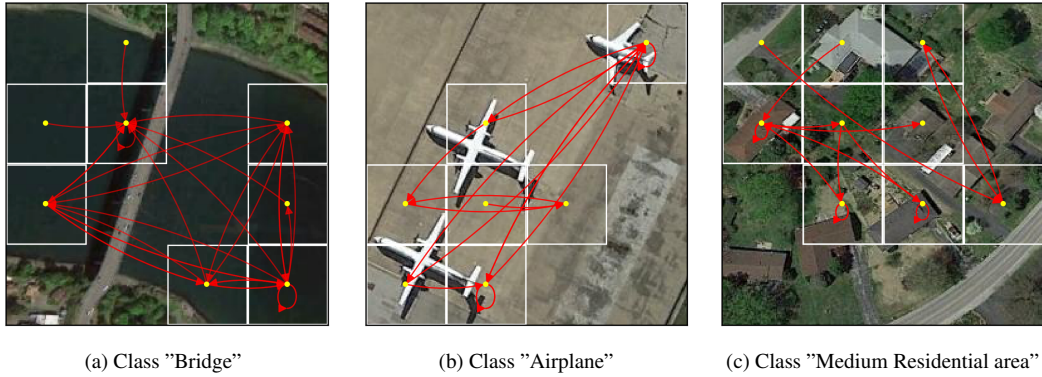 (a) Class ”Bridge”
(b) Class ”Airplane”
(c) Class ”Medium Residential area”